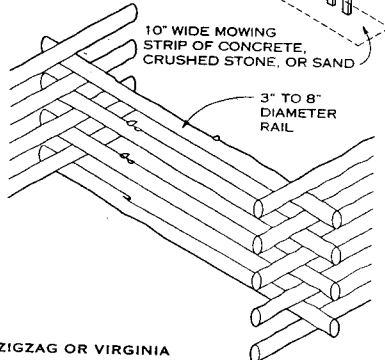 10" WIDE MOWING
STRIP OF CONCRETE,
CRUSHED STONE, OR SAND
3" TO 8"
DIAMETER
RAIL
ZIGZAG OR VIRGINIA